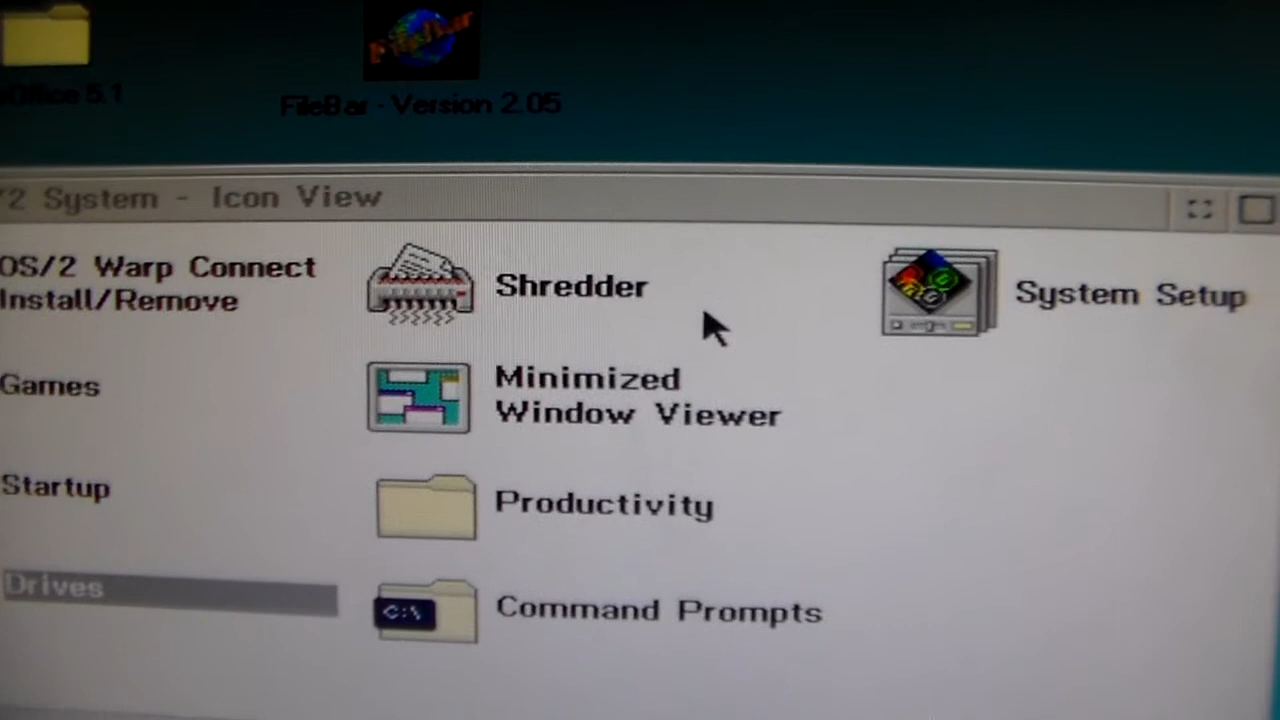 Office 5.1
FileBar
FileBar - Version 2.05
/2 System - Icon View
OS/2 Warp Connect
Install/Remove
Shredder
System Setup
Games
Minimized
Window Viewer
Startup
Productivity
Drives
C:\
Command Prompts